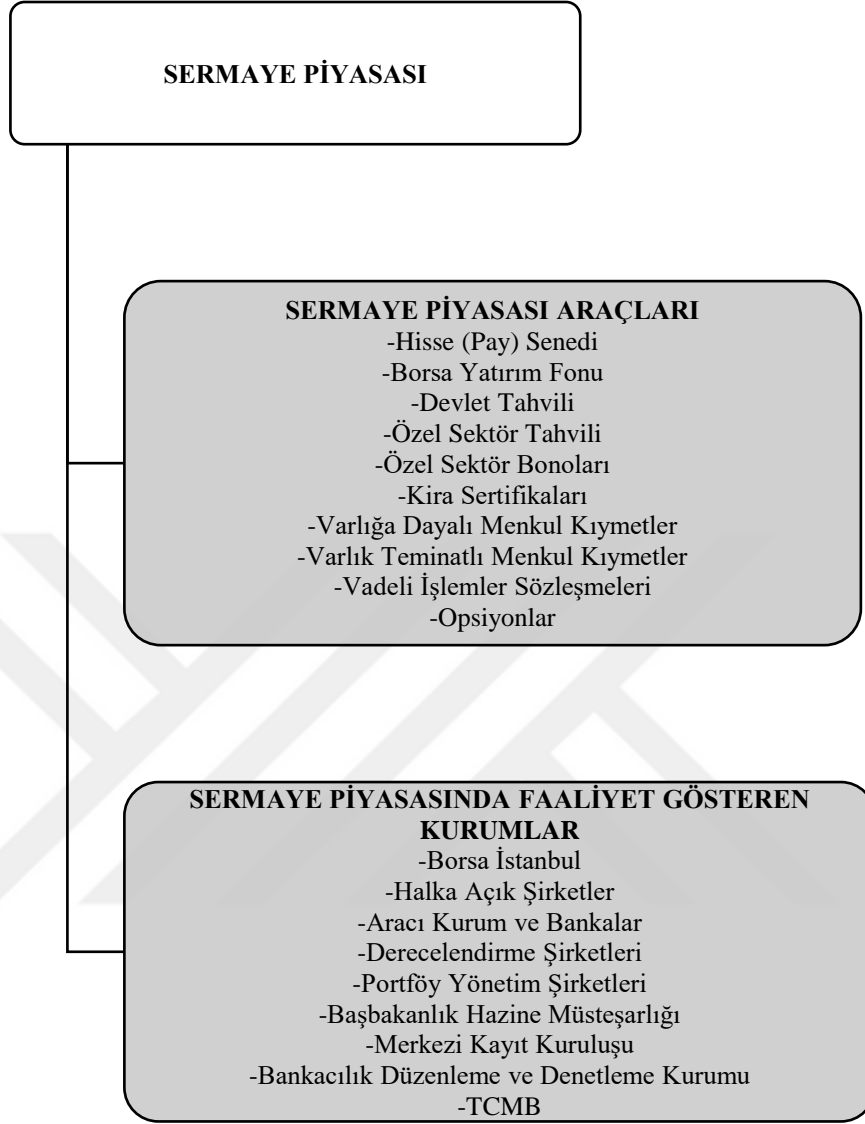 SERMAYE PİYASASI
SERMAYE PİYASASI ARAÇLARI
-Hisse (Pay) Senedi
-Borsa Yatırım Fonu
-Devlet Tahvili
-Özel Sektör Tahvili
-Özel Sektör Bonoları
-Kira Sertifikaları
-Varlığa Dayalı Menkul Kıymetler
-Varlık Teminatlı Menkul Kıymetler
-Vadeli İşlemler Sözleşmeleri
-Opsiyonlar
SERMAYE PİYASASINDA FAALİYET GÖSTEREN
KURUMLAR
-Borsa İstanbul
-Halka Açık Şirketler
-Aracı Kurum ve Bankalar
-Derecelendirme Şirketleri
-Portföy Yönetim Şirketleri
-Başbakanlık Hazine Müsteşarlığı
-Merkezi Kayıt Kuruluşu
-Bankacılık Düzenleme ve Denetleme Kurumu
-TCMB